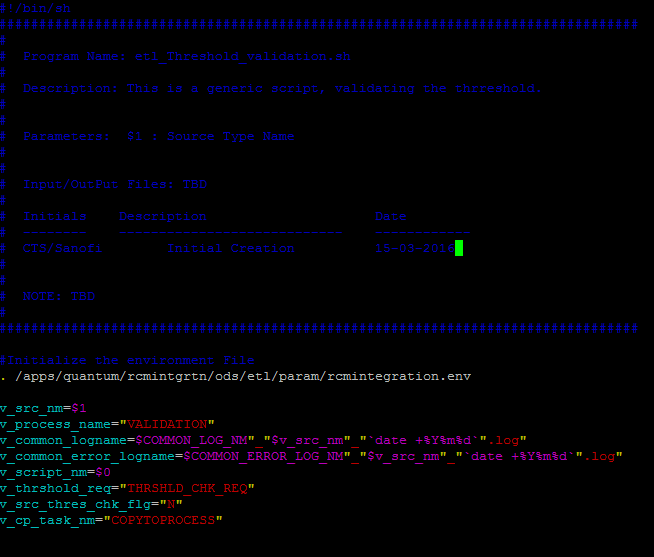 #!/bin/sh
################################################################################
#
#  Program Name: etl_Threshold_validation.sh
#
#  Description: This is a generic script, validating the thrreshold.
#
#
#  Parameters:  $1 : Source Type Name
#
#
#  Input/OutPut Files: TBD
#
#  Initials    Description                     Date
#  --------    ----------------------------    ------------
#  CTS/Sanofi        Initial Creation          15-03-2016
#
#
#  NOTE: TBD
#
################################################################################
#Initialize the environment File
. /apps/quantum/rcmintgrtn/ods/etl/param/rcmintegration.env
v_src_nm=$1
v_process_name="VALIDATION"
v_common_logname=$COMMON_LOG_NM"_"$v_src_nm"_"`date +%Y%m%d`".log"
v_common_error_logname=$COMMON_ERROR_LOG_NM"_"$v_src_nm"_"`date +%Y%m%d`".log"
v_script_nm=$0
v_thrshold_req="THRSHLD_CHK_REQ"
v_src_thres_chk_flg="N"
v_cp_task_nm="COPYTOPROCESS"